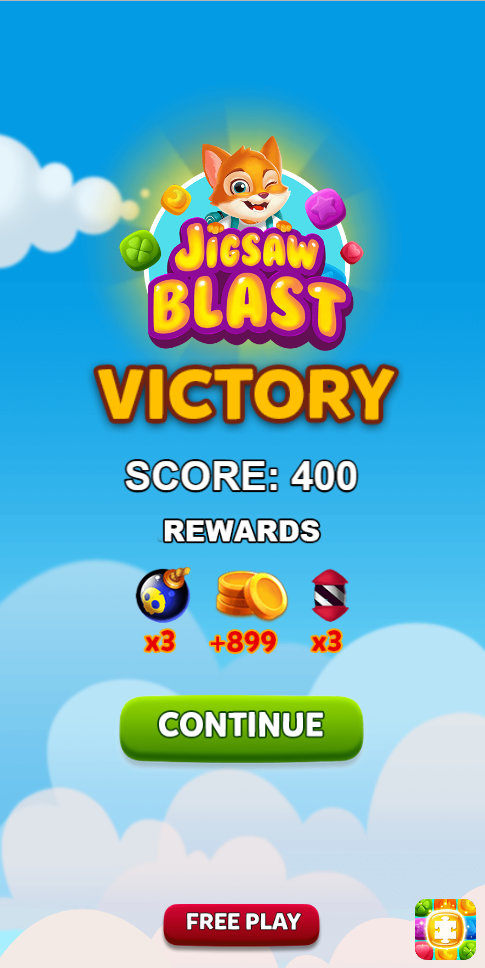 JIGSAW
BLAST
VICTORY
SCORE: 400
REWARDS
x3 +899 x3
CONTINUE
FREE PLAY